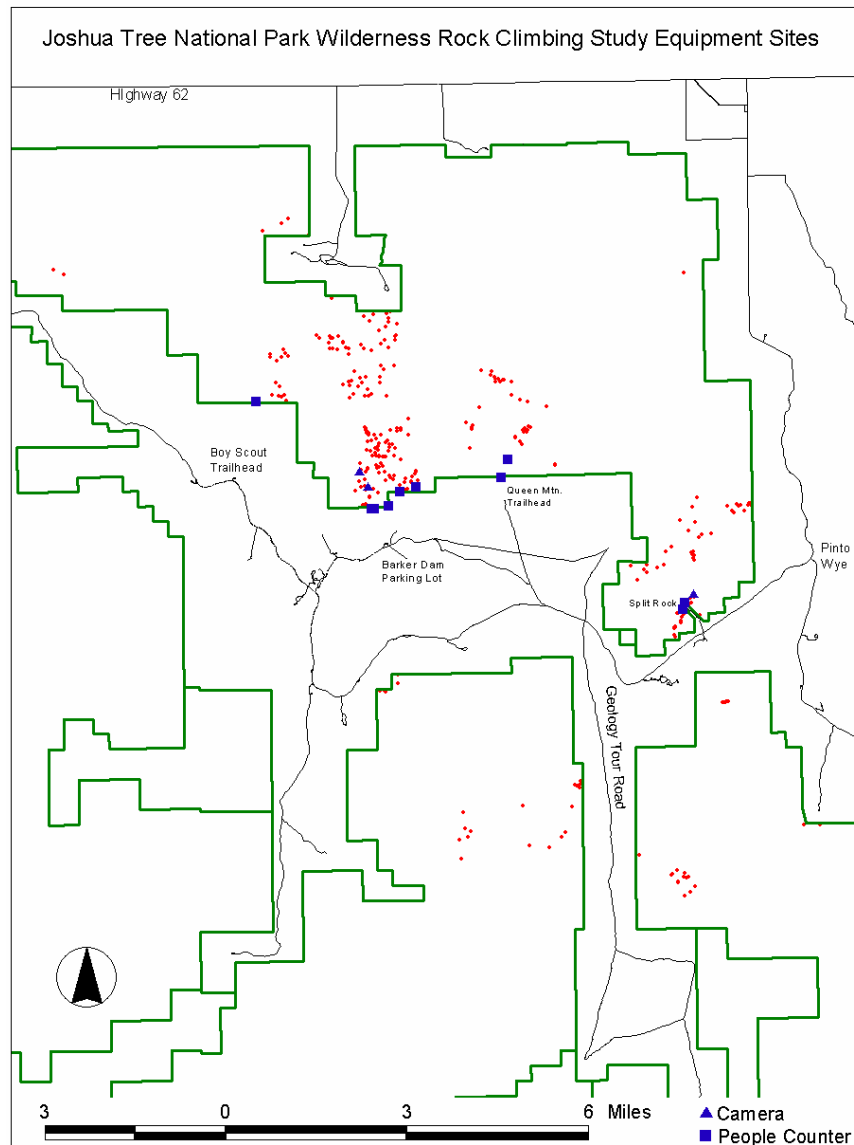 Joshua Tree National Park Wilderness Rock Climbing Study Equipment Sites
HIghway 62
Boy Scout
Trailhead
Queen Mtn.
Trailhead
Barker Dam
Parking Lot
Pinto
Wye
Split Rock
Geology Tour Road
3 0 3 6 Miles
Camera
People Counter